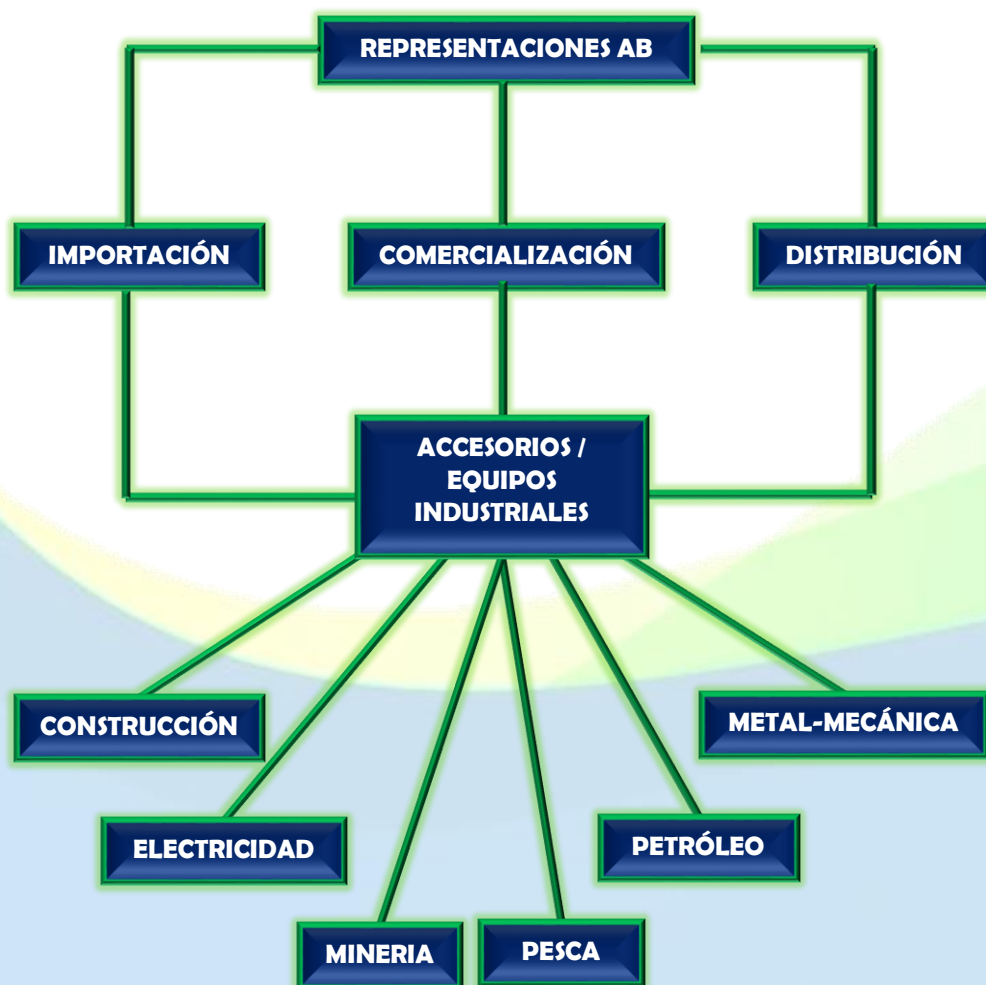 REPRESENTACIONES AB
IMPORTACIÓN
COMERCIALIZACIÓN
DISTRIBUCIÓN
ACCESORIOS /
EQUIPOS
INDUSTRIALES
CONSTRUCCIÓN
METAL-MECÁNICA
ELECTRICIDAD
PETRÓLEO
MINERIA
PESCA